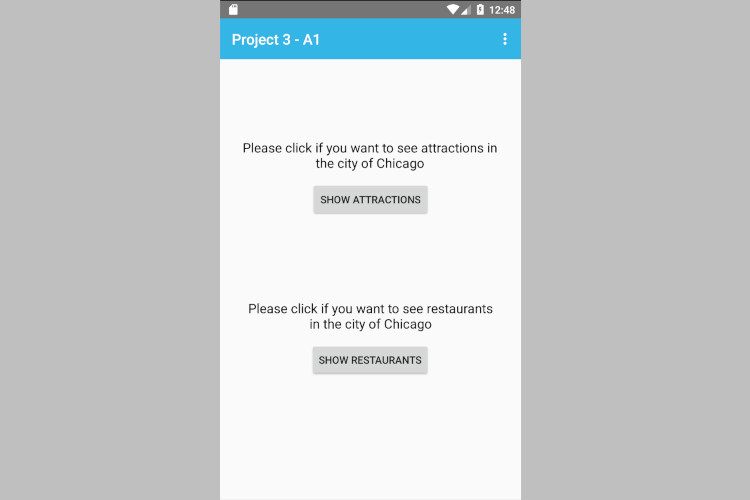 12:48
Project 3 - A1
Please click if you want to see attractions in
the city of Chicago
SHOW ATTRACTIONS
Please click if you want to see restaurants
in the city of Chicago
SHOW RESTAURANTS